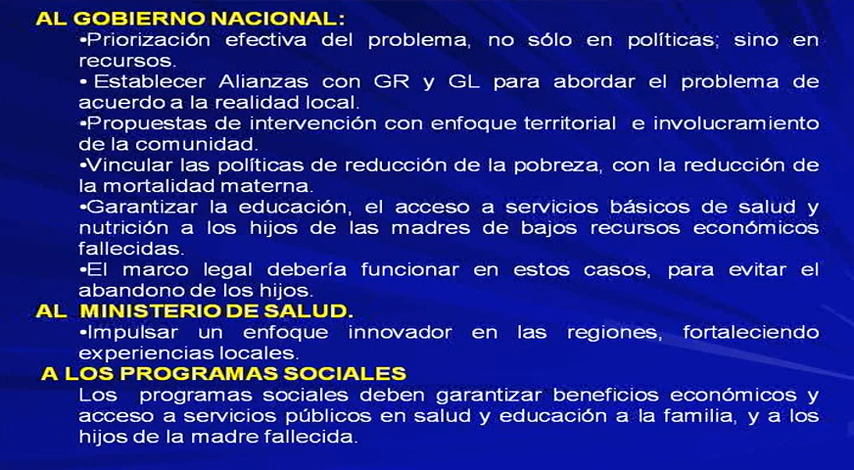 AL GOBIERNO NACIONAL:
•Priorización efectiva del problema, no sólo en políticas; sino en
recursos.
• Establecer Alianzas con GR y GL para abordar el problema de
acuerdo a la realidad local.
•Propuestas de intervención con enfoque territorial e involucramiento
de la comunidad.
•Vincular las políticas de reducción de la pobreza, con la reducción de
la mortalidad materna.
•Garantizar la educación, el acceso a servicios básicos de salud y
nutrición a los hijos de las madres de bajos recursos económicos
fallecidas.
•El marco legal debería funcionar en estos casos, para evitar el
abandono de los hijos.
AL MINISTERIO DE SALUD.
•Impulsar un enfoque innovador en las regiones, fortaleciendo
experiencias locales.
A LOS PROGRAMAS SOCIALES
Los programas sociales deben garantizar beneficios económicos y
acceso a servicios públicos en salud y educación a la familia, y a los
hijos de la madre fallecida.